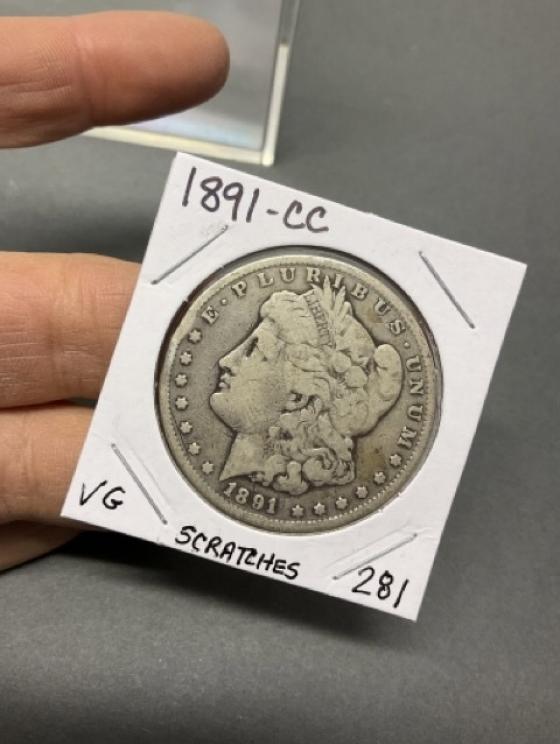 1891-CC
E·PLURIBUS·UNUM
LIBERTY
1891
VG
SCRATCHES
281